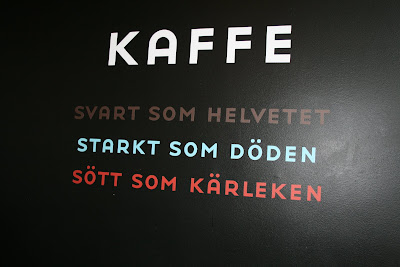 KAFFE
SVART SOM HELVETET
STARKT SOM DÖDEN
SÖTT SOM KÄRLEKEN